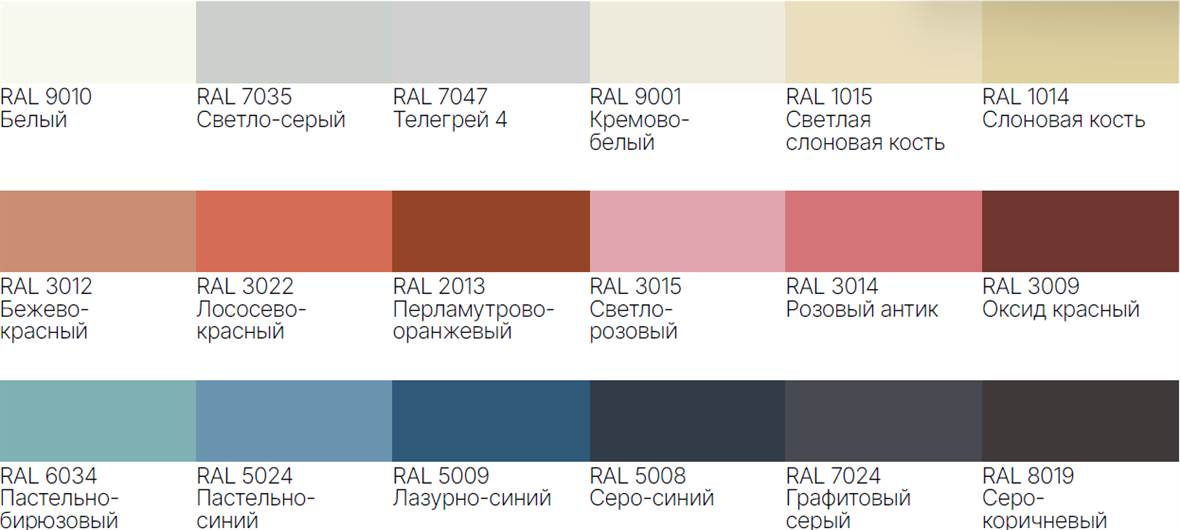 RAL 9010
Белый
RAL 7035
Светло-серый
RAL 7047
Телегрей 4
RAL 9001
Кремово-
белый
RAL 1015
Светлая
слоновая кость
RAL 1014
Слоновая кость
RAL 3012
Бежево-
красный
RAL 3022
Лососево-
красный
RAL 2013
Перламутрово-
оранжевый
RAL 3015
Светло-
розовый
RAL 3014
Розовый антик
RAL 3009
Оксид красный
RAL 6034
Пастельно-
бирюзовый
RAL 5024
Пастельно-
синий
RAL 5009
Лазурно-синий
RAL 5008
Серо-синий
RAL 7024
Графитовый
серый
RAL 8019
Серо-
коричневый